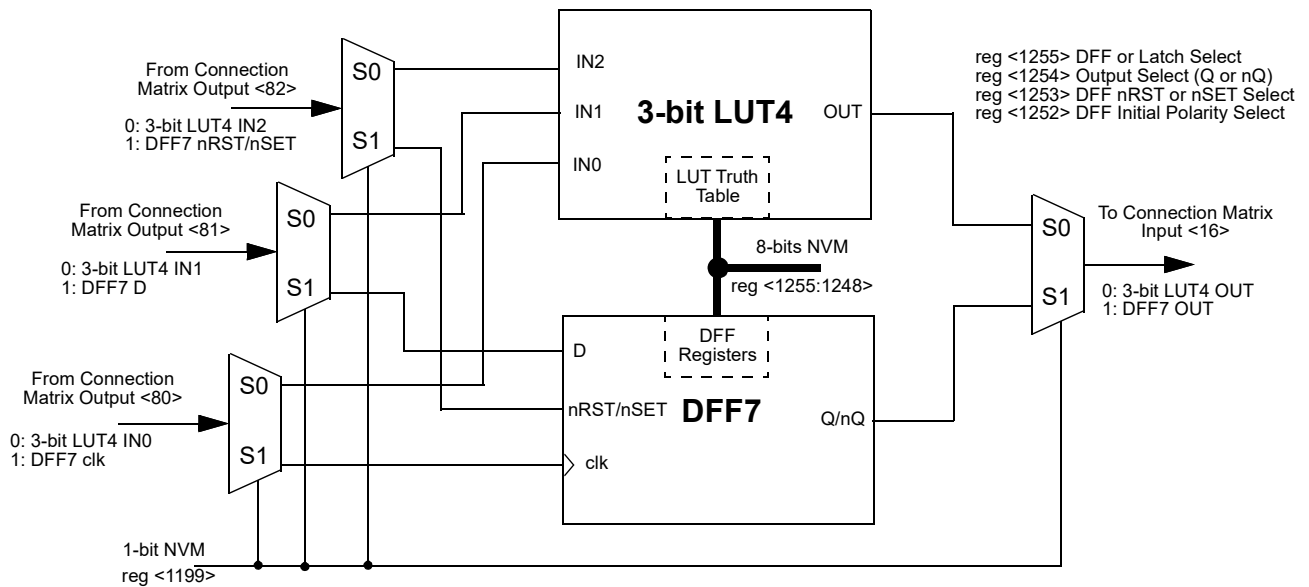 From Connection
Matrix Output <82>
0: 3-bit LUT4 IN2
1: DFF7 nRST/nSET
S0
S1
From Connection
Matrix Output <81>
0: 3-bit LUT4 IN1
1: DFF7 D
S0
S1
From Connection
Matrix Output <80>
0: 3-bit LUT4 IN0
1: DFF7 clk
S0
S1
1-bit NVM
reg <1199>
IN2
IN1
IN0
3-bit LUT4
OUT
LUT Truth
Table
8-bits NVM
reg <1255:1248>
DFF
Registers
D
nRST/nSET
clk
DFF7
Q/nQ
reg <1255> DFF or Latch Select
reg <1254> Output Select (Q or nQ)
reg <1253> DFF nRST or nSET Select
reg <1252> DFF Initial Polarity Select
S0
S1
To Connection Matrix
Input <16>
0: 3-bit LUT4 OUT
1: DFF7 OUT